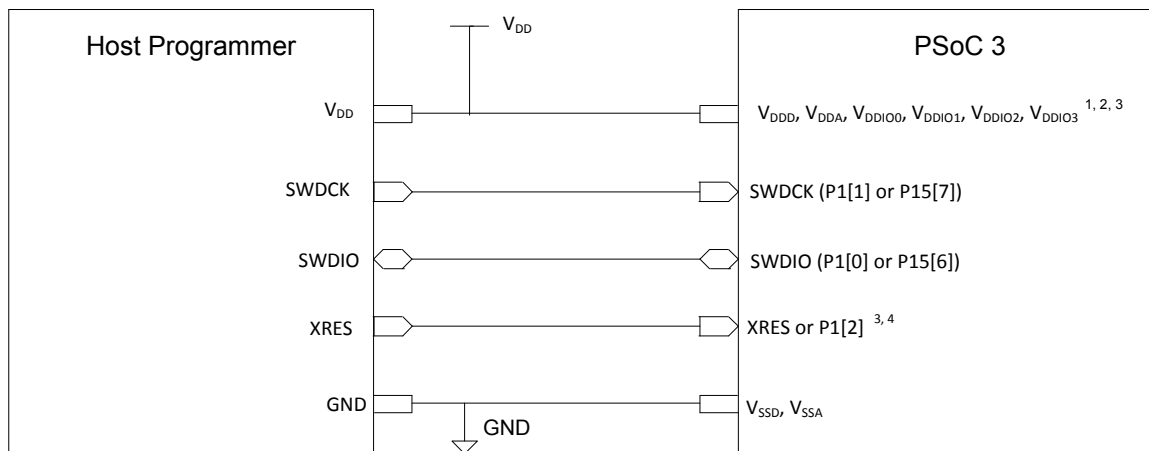 Host Programmer
V_DD
PSoC 3
V_DD
V_DDD, V_DDA, V_DDIO0, V_DDIO1, V_DDIO2, V_DDIO3 1, 2, 3
SWDCK
SWDCK (P1[1] or P15[7])
SWDIO
SWDIO (P1[0] or P15[6])
XRES
XRES or P1[2] 3, 4
GND
GND
V_SSD, V_SSA